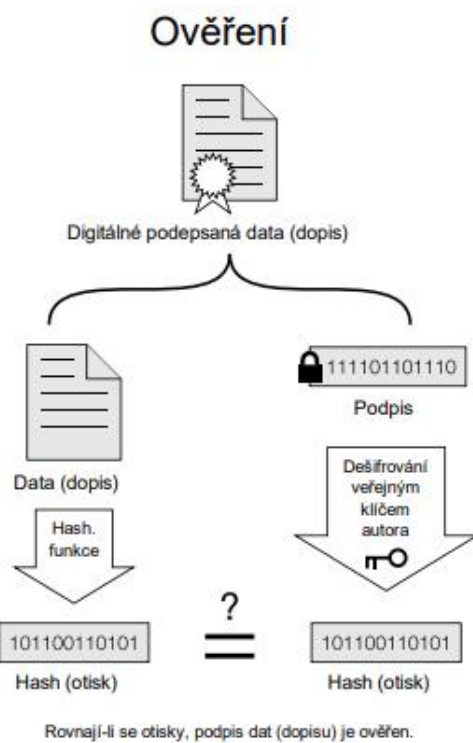 Ověření
Digitálně podepsaná data (dopis)
111101101110
Podpis
Data (dopis)
Dešifrování
veřejným
klíčem
autora
Hash.
funkce
?
=
101100110101
101100110101
Hash (otisk)
Hash (otisk)
Rovnají-li se otisky, podpis dat (dopisu) je ověřen.